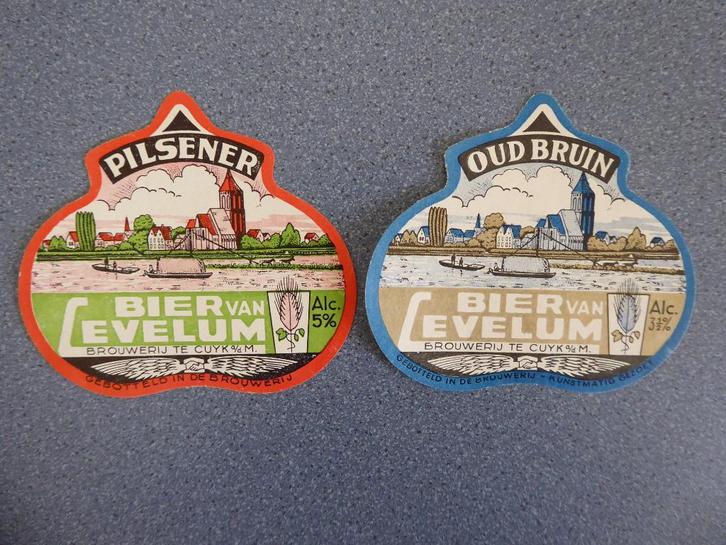 PILSENER
BIER VAN
LEVELUM
Alc.
5%
BROUWERIJ TE CUYK a/d M.
GEBOTTELD IN DE BROUWERIJ
OUD BRUIN
BIER VAN
LEVELUM
Alc.
BROUWERIJ TE CUYK a/d M.
GEBOTTELD IN DE BROUWERIJ - KUNSTMATIG GEZOET